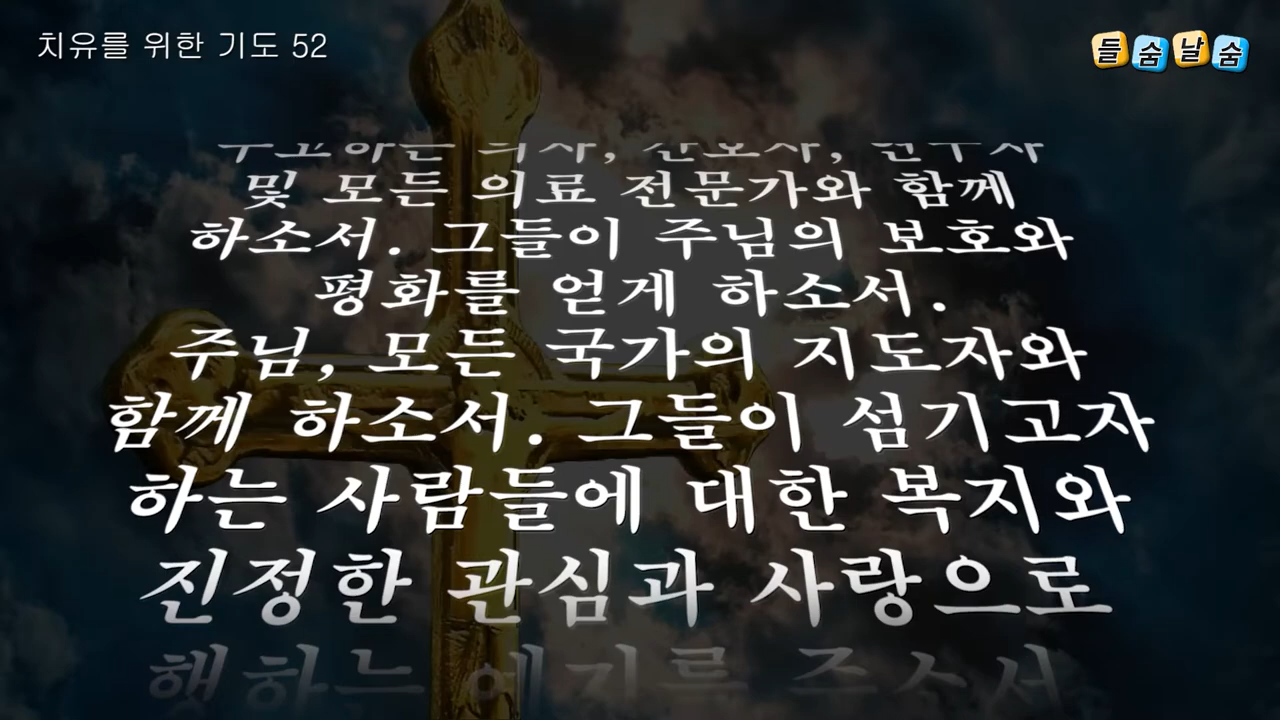 치유를 위한 기도 52
들숨날숨
및 모든 의료 전문가와 함께
하소서. 그들이 주님의 보호와
평화를 얻게 하소서.
주님, 모든 국가의 지도자와
함께 하소서. 그들이 섬기고자
하는 사람들에 대한 복지와
진정한 관심과 사랑으로
주소서